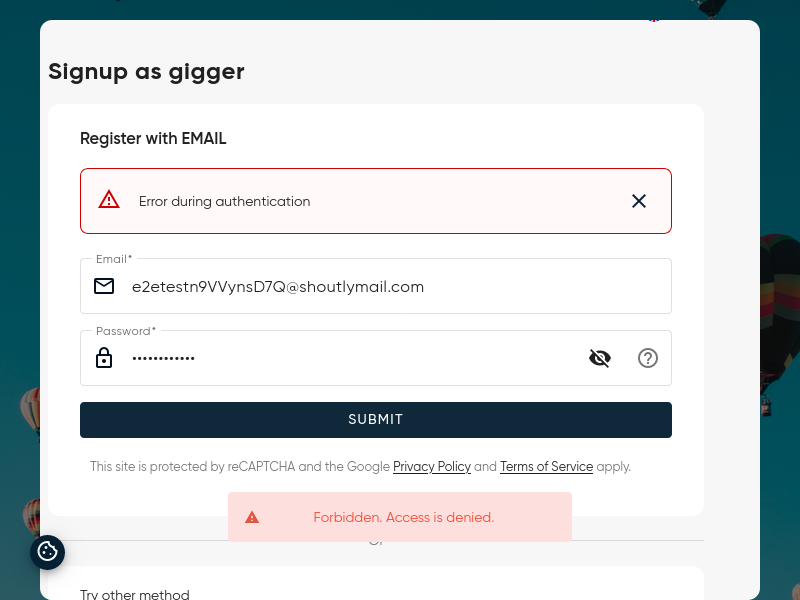 Signup as gigger
Register with EMAIL
Error during authentication
Email*
e2etestn9VVynsD7Q@shoutlymail.com
Password*
••••••••••••
SUBMIT
This site is protected by reCAPTCHA and the Google Privacy Policy and Terms of Service apply.
Forbidden. Access is denied.
Try other method